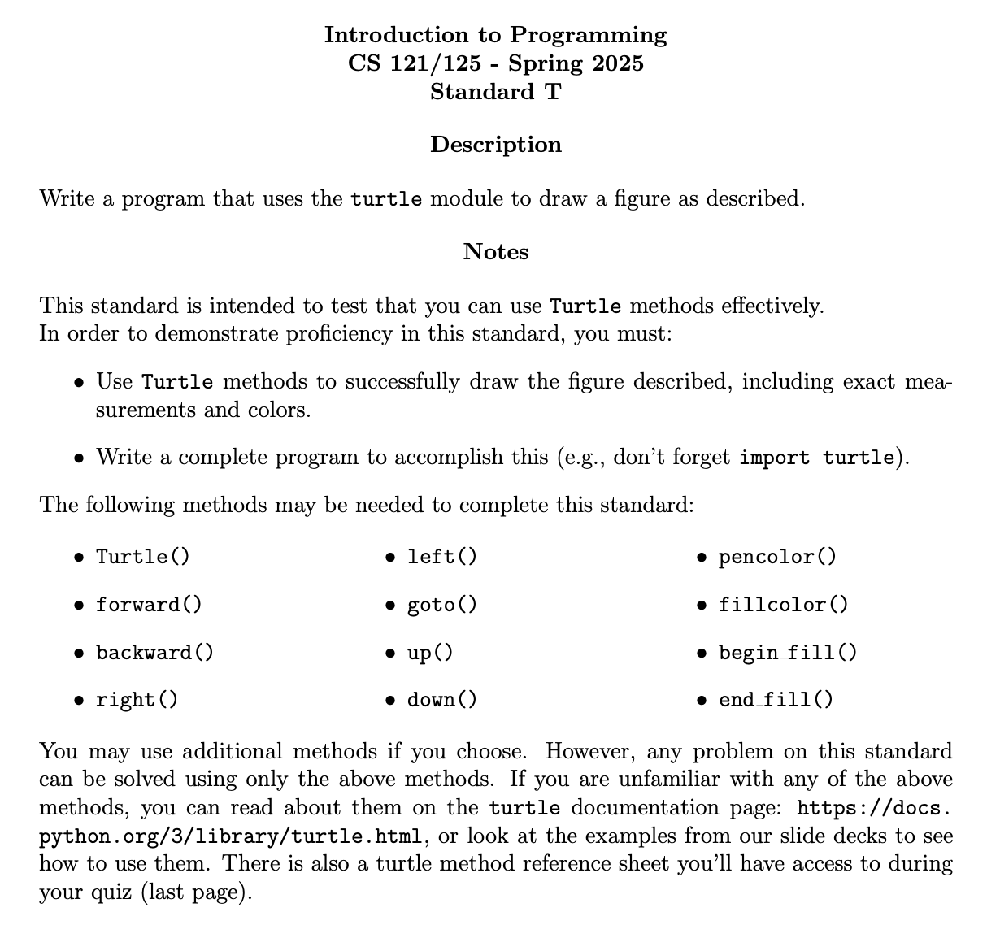 Introduction to Programming
CS 121/125 - Spring 2025
Standard T
Description
Write a program that uses the turtle module to draw a figure as described.
Notes
This standard is intended to test that you can use Turtle methods effectively.
In order to demonstrate proficiency in this standard, you must:
• Use Turtle methods to successfully draw the figure described, including exact mea-
surements and colors.
• Write a complete program to accomplish this (e.g., don't forget import turtle).
The following methods may be needed to complete this standard:
• Turtle() • left() • pencolor()
• forward() • goto() • fillcolor()
• backward() • up() • begin_fill()
• right() • down() • end_fill()
You may use additional methods if you choose. However, any problem on this standard
can be solved using only the above methods. If you are unfamiliar with any of the above
methods, you can read about them on the turtle documentation page: https://docs.
python.org/3/library/turtle.html, or look at the examples from our slide decks to see
how to use them. There is also a turtle method reference sheet you'll have access to during
your quiz (last page).